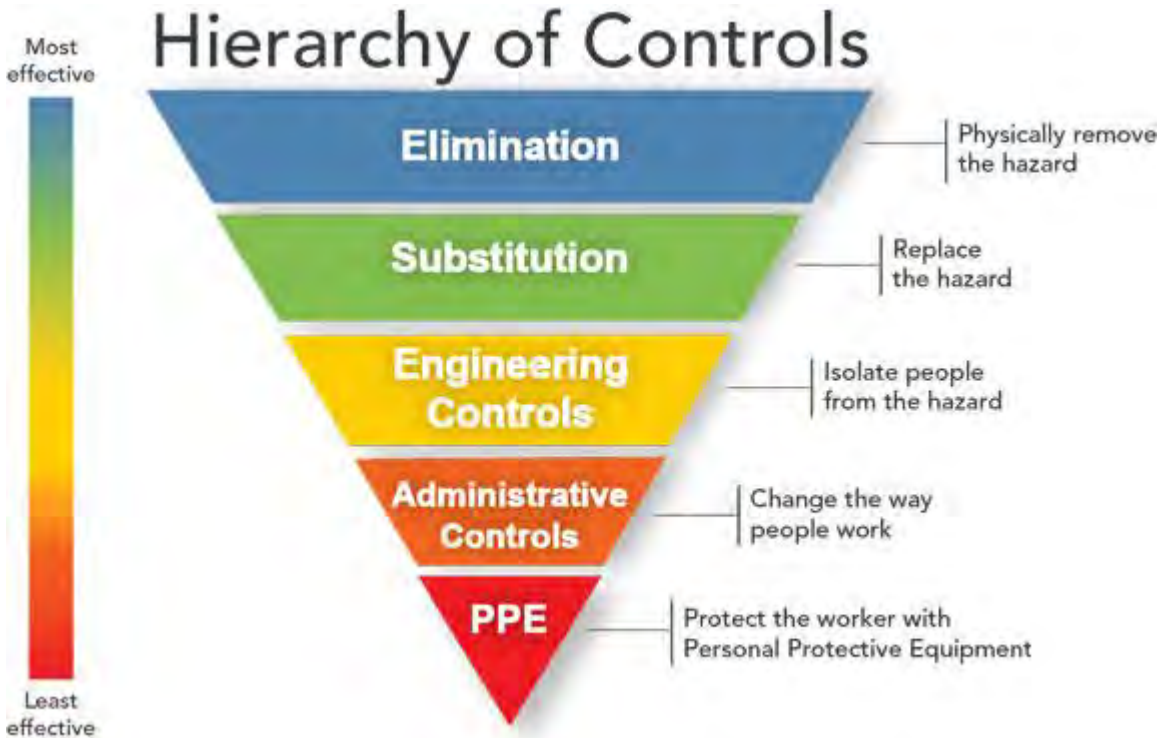 Hierarchy of Controls
Most
effective
Elimination
Physically remove
the hazard
Substitution
Replace
the hazard
Engineering
Controls
Isolate people
from the hazard
Administrative
Controls
Change the way
people work
PPE
Protect the worker with
Personal Protective Equipment
Least
effective